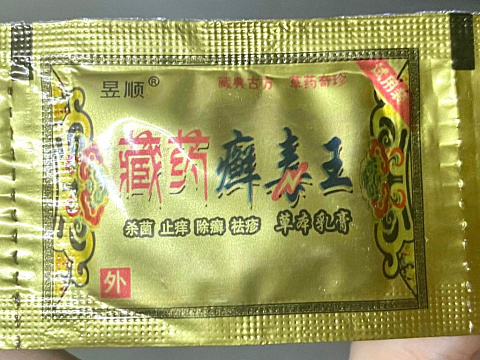 昱顺®
藏典古方 草药奇珍
试用装
藏药癣毒王
杀菌 止痒 除癣 祛疹 草本乳膏
外